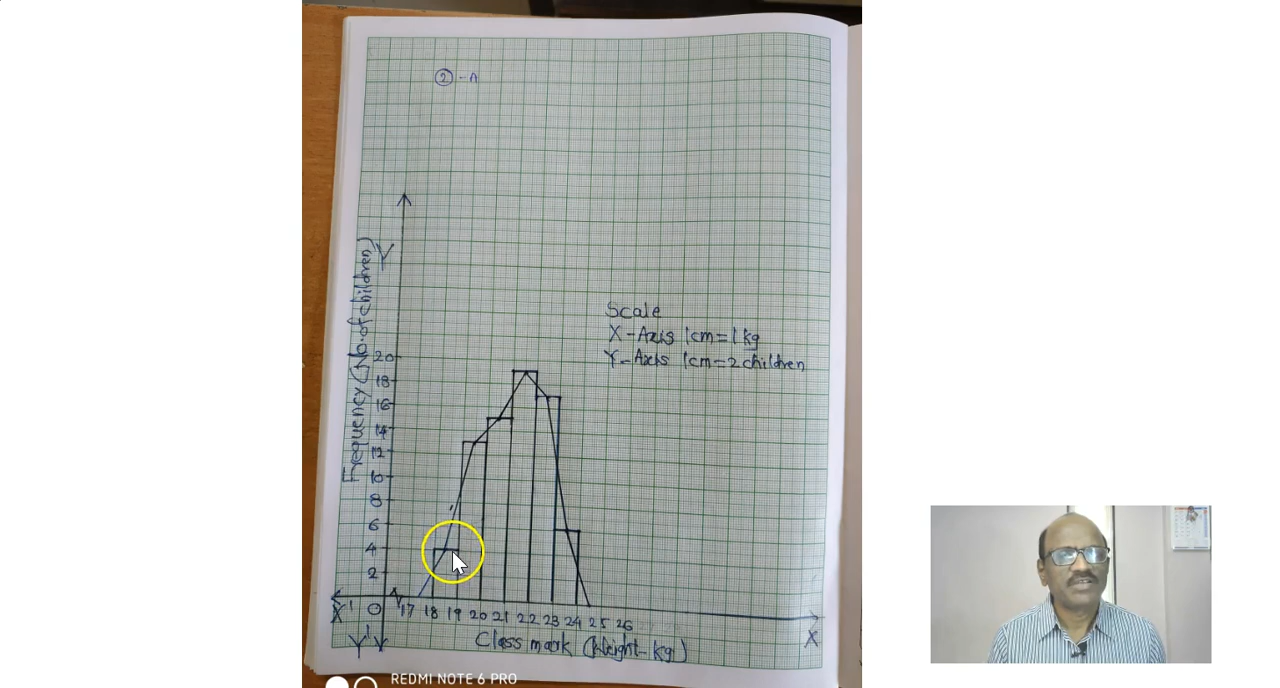 ② - A
Y
Frequency (No. of children)
Scale
X-Axis 1cm=1kg
Y-Axis 1cm=2 children
20
18
16
14
12
10
8
6
4
2
X' 0 17 18 19 20 21 22 23 24 25 26
X
Y'
Class mark (Weight-kg)
REDMI NOTE 6 PRO